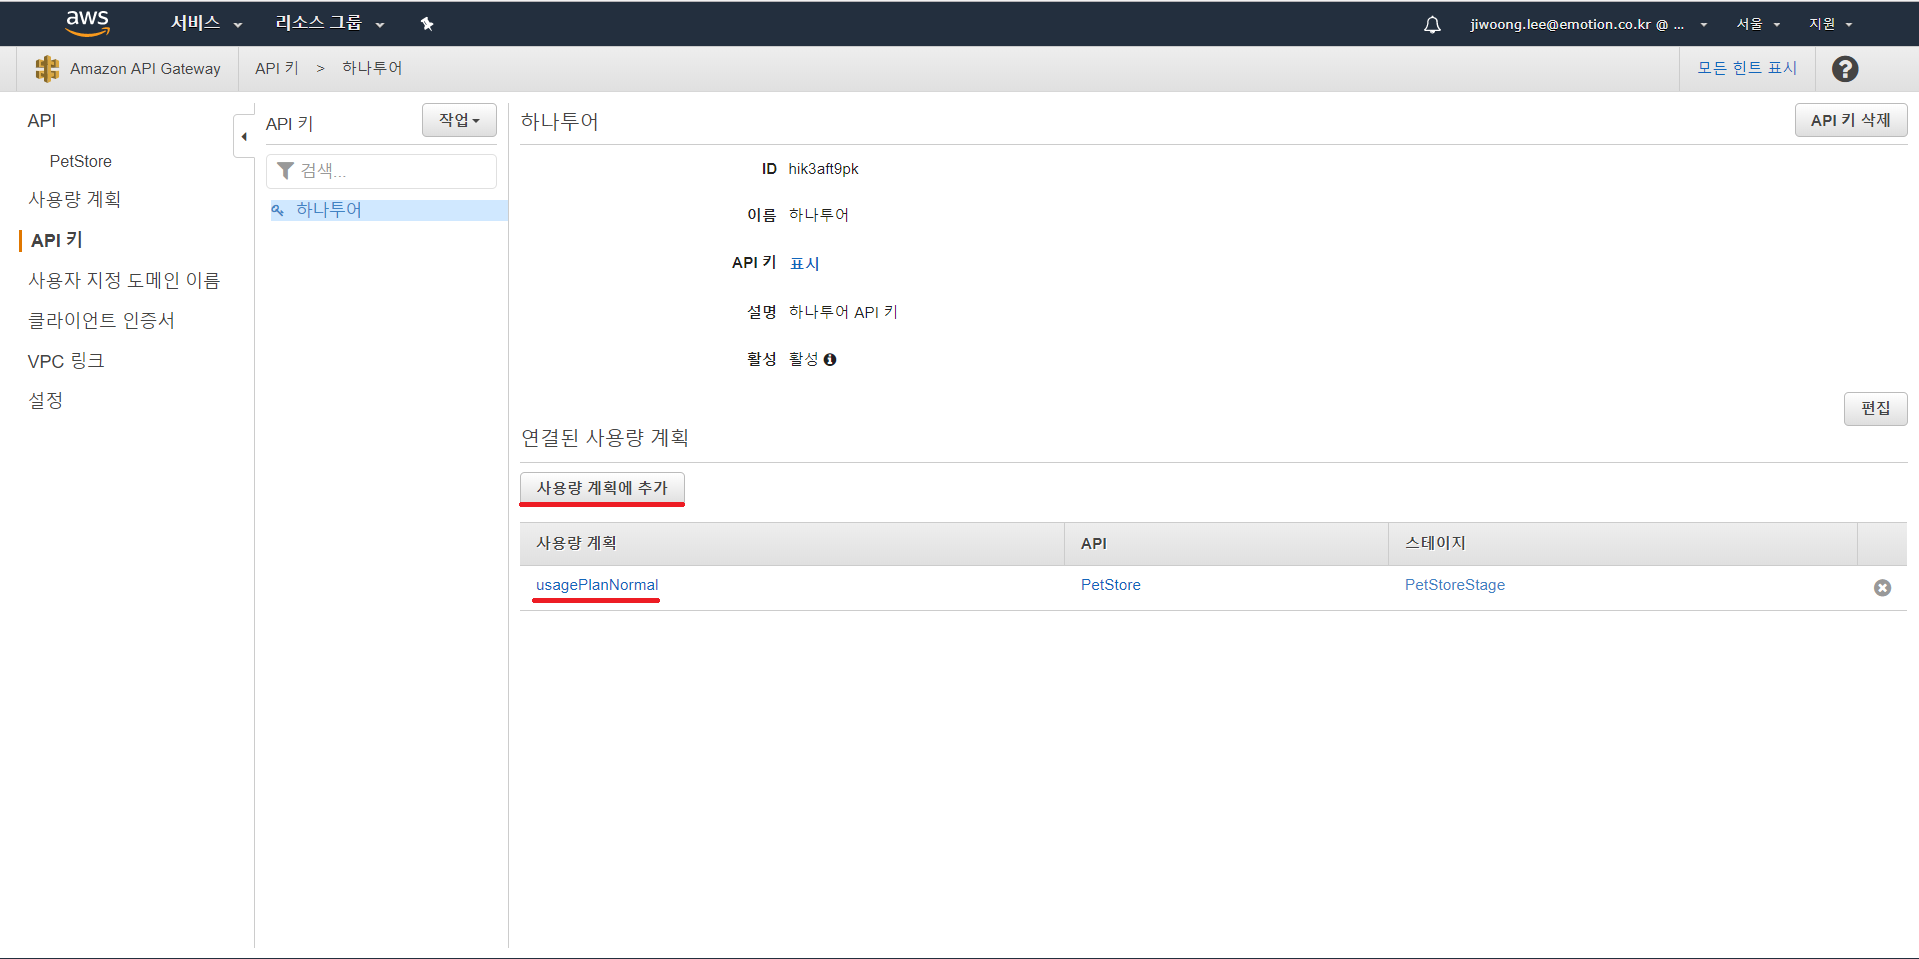 aws 서비스 리소스 그룹 jiwoong.lee@emotion.co.kr @ ... 서울 지원
Amazon API Gateway API 키 > 하나투어 모든 힌트 표시 ?
API
PetStore
사용량 계획
API 키
사용자 지정 도메인 이름
클라이언트 인증서
VPC 링크
설정
API 키 작업
검색...
하나투어
하나투어 API 키 삭제
ID hik3aft9pk
이름 하나투어
API 키 표시
설명 하나투어 API 키
활성 활성
편집
연결된 사용량 계획
사용량 계획에 추가
사용량 계획 API 스테이지
usagePlanNormal PetStore PetStoreStage